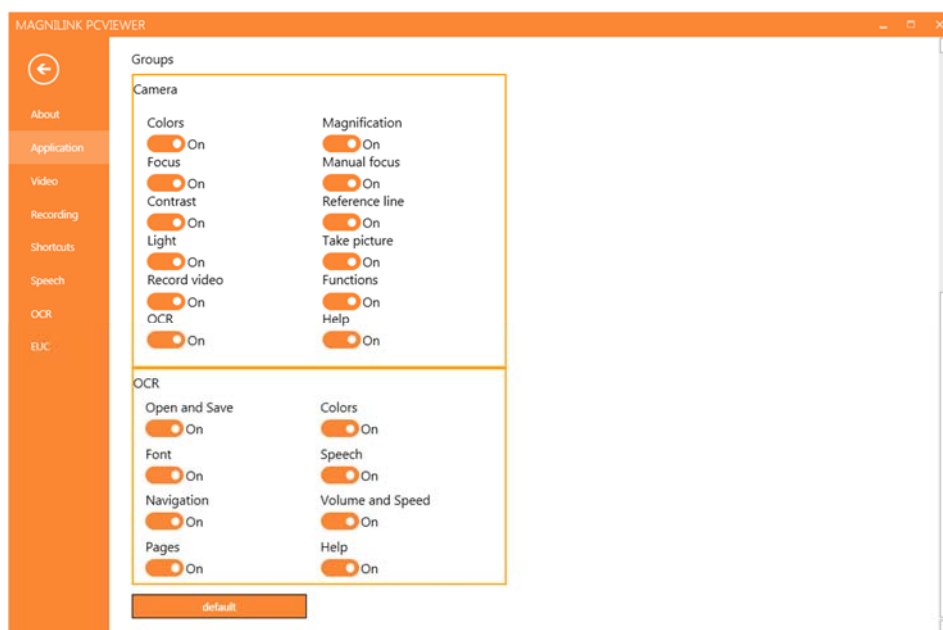 MAGNILINK PCVIEWER
About
Application
Video
Recording
Shortcuts
Speech
OCR
EUC
Groups
Camera
Colors Magnification
On On
Focus Manual focus
On On
Contrast Reference line
On On
Light Take picture
On On
Record video Functions
On On
OCR Help
On On
OCR
Open and Save Colors
On On
Font Speech
On On
Navigation Volume and Speed
On On
Pages Help
On On
default